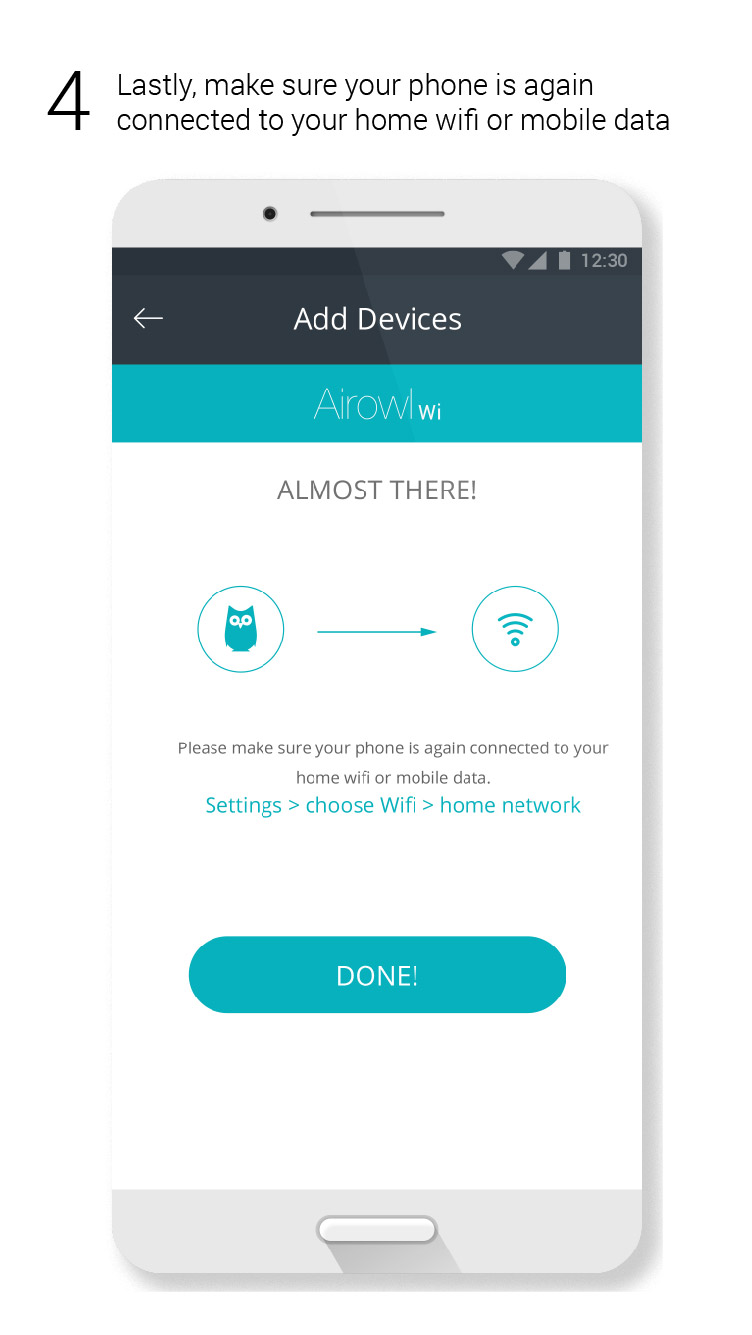 4
Lastly, make sure your phone is again
connected to your home wifi or mobile data
12:30
Add Devices
Airowl Wi
ALMOST THERE!
Please make sure your phone is again connected to your
home wifi or mobile data.
Settings > choose Wifi > home network
DONE!